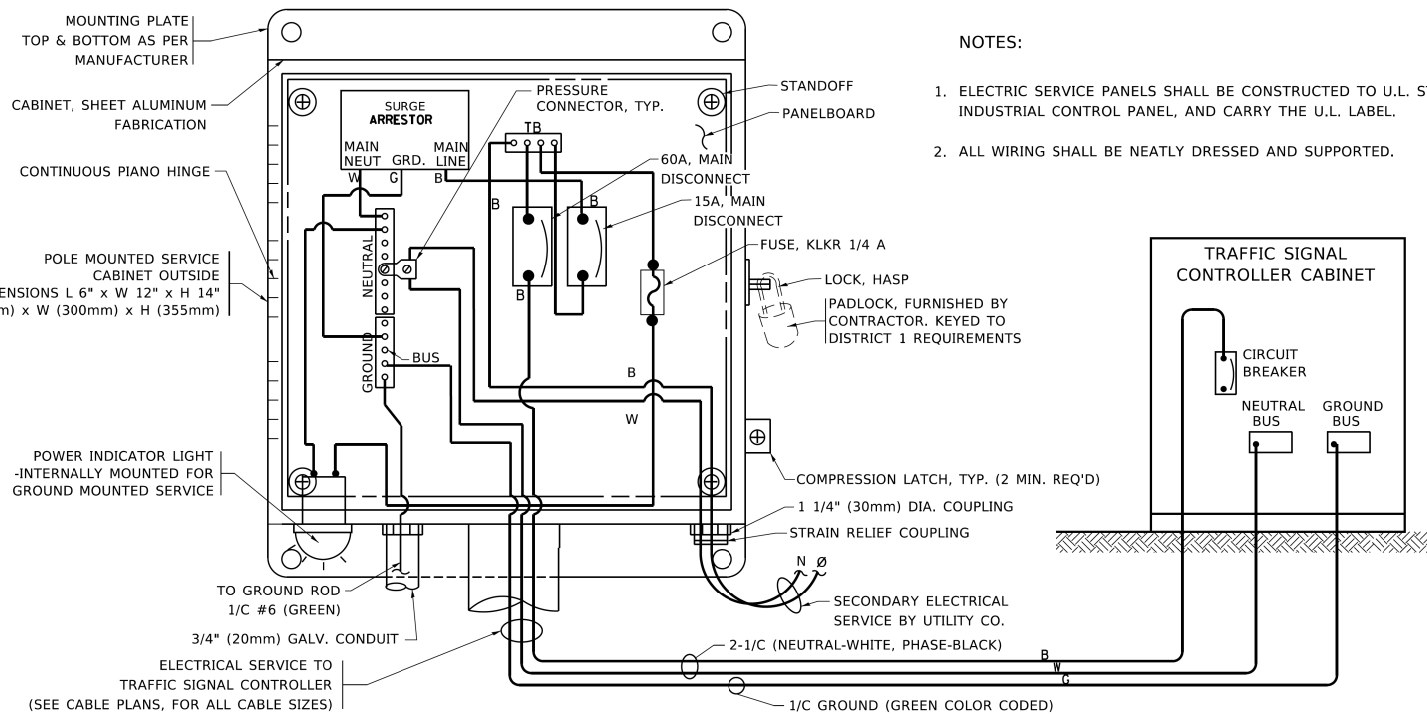 MOUNTING PLATE
TOP & BOTTOM AS PER
MANUFACTURER
CABINET, SHEET ALUMINUM
FABRICATION
CONTINUOUS PIANO HINGE
POLE MOUNTED SERVICE
CABINET OUTSIDE
ENSIONS L 6" x W 12" x H 14"
m) x W (300mm) x H (355mm)
POWER INDICATOR LIGHT
-INTERNALLY MOUNTED FOR
GROUND MOUNTED SERVICE
TO GROUND ROD
1/C #6 (GREEN)
3/4" (20mm) GALV. CONDUIT
ELECTRICAL SERVICE TO
TRAFFIC SIGNAL CONTROLLER
(SEE CABLE PLANS, FOR ALL CABLE SIZES)
SURGE
ARRESTOR
MAIN
NEUT
GRD.
MAIN
LINE
W
G
B
PRESSURE
CONNECTOR, TYP.
TB
B
B
B
NEUTRAL
GROUND
BUS
B
W
STANDOFF
PANELBOARD
60A, MAIN
DISCONNECT
15A, MAIN
DISCONNECT
FUSE, KLKR 1/4 A
LOCK, HASP
PADLOCK, FURNISHED BY
CONTRACTOR. KEYED TO
DISTRICT 1 REQUIREMENTS
COMPRESSION LATCH, TYP. (2 MIN. REQ'D)
1 1/4" (30mm) DIA. COUPLING
STRAIN RELIEF COUPLING
N Ø
SECONDARY ELECTRICAL
SERVICE BY UTILITY CO.
2-1/C (NEUTRAL-WHITE, PHASE-BLACK)
B
W
G
1/C GROUND (GREEN COLOR CODED)
NOTES:
1. ELECTRIC SERVICE PANELS SHALL BE CONSTRUCTED TO U.L. S
INDUSTRIAL CONTROL PANEL, AND CARRY THE U.L. LABEL.
2. ALL WIRING SHALL BE NEATLY DRESSED AND SUPPORTED.
TRAFFIC SIGNAL
CONTROLLER CABINET
CIRCUIT
BREAKER
NEUTRAL
BUS
GROUND
BUS